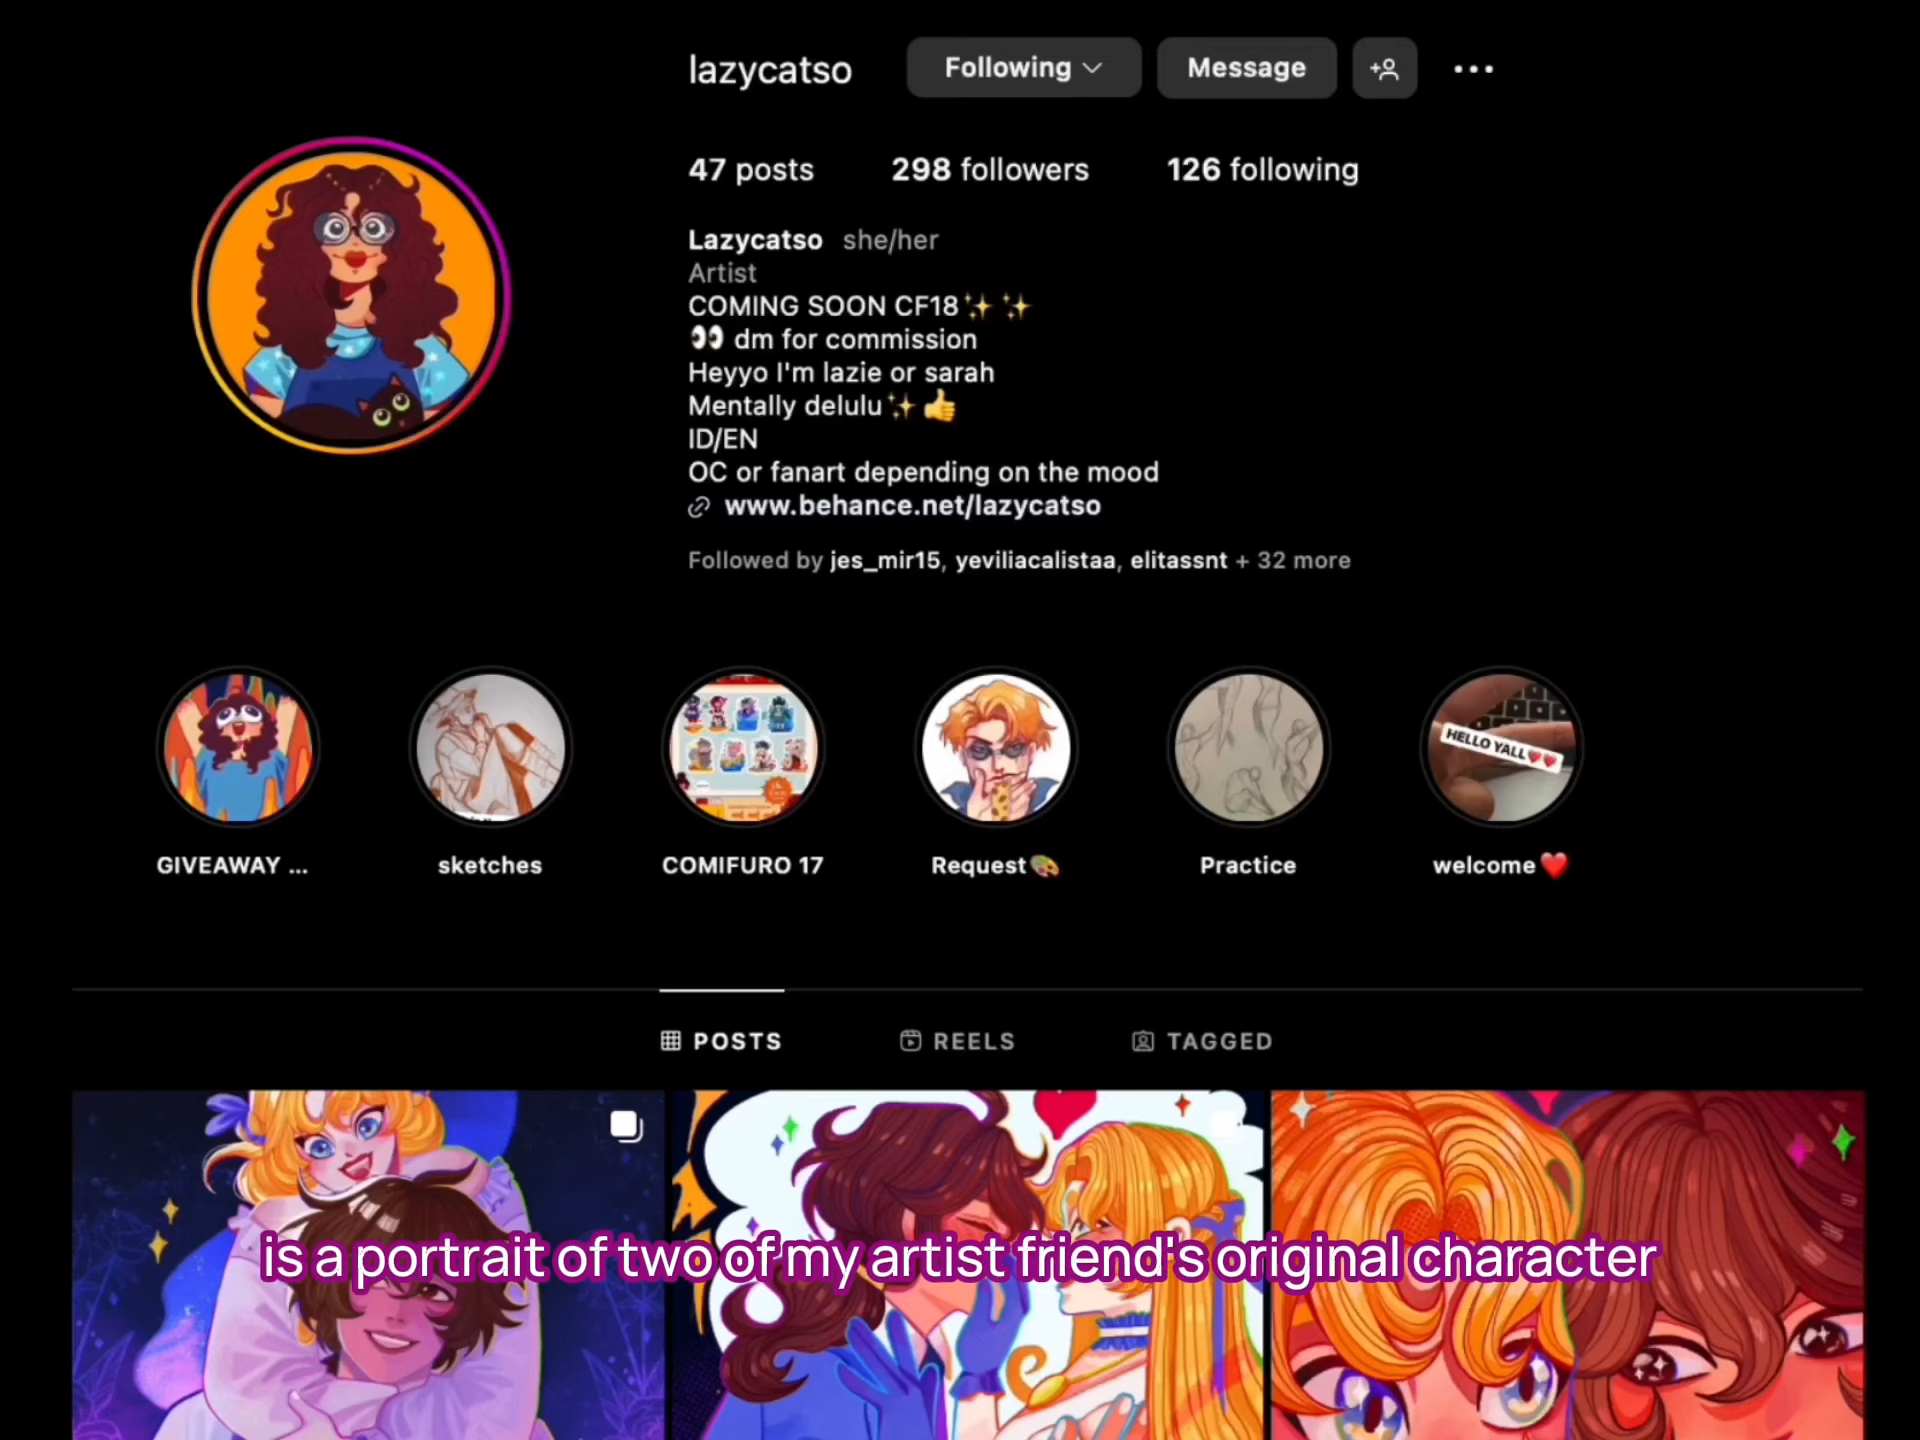 lazycatso Following Message
47 posts 298 followers 126 following
Lazycatso she/her
Artist
COMING SOON CF18✨ ✨
👀 dm for commission
Heyyo I'm lazie or sarah
Mentally delulu✨👍
ID/EN
OC or fanart depending on the mood
www.behance.net/lazycatso
Followed by jes_mir15, yeviliacalistaa, elitassnt + 32 more
HELLO YALL❤️❤️
GIVEAWAY ... sketches COMIFURO 17 Request🎨 Practice welcome❤️
POSTS REELS TAGGED
is a portrait of two of my artist friend's original character